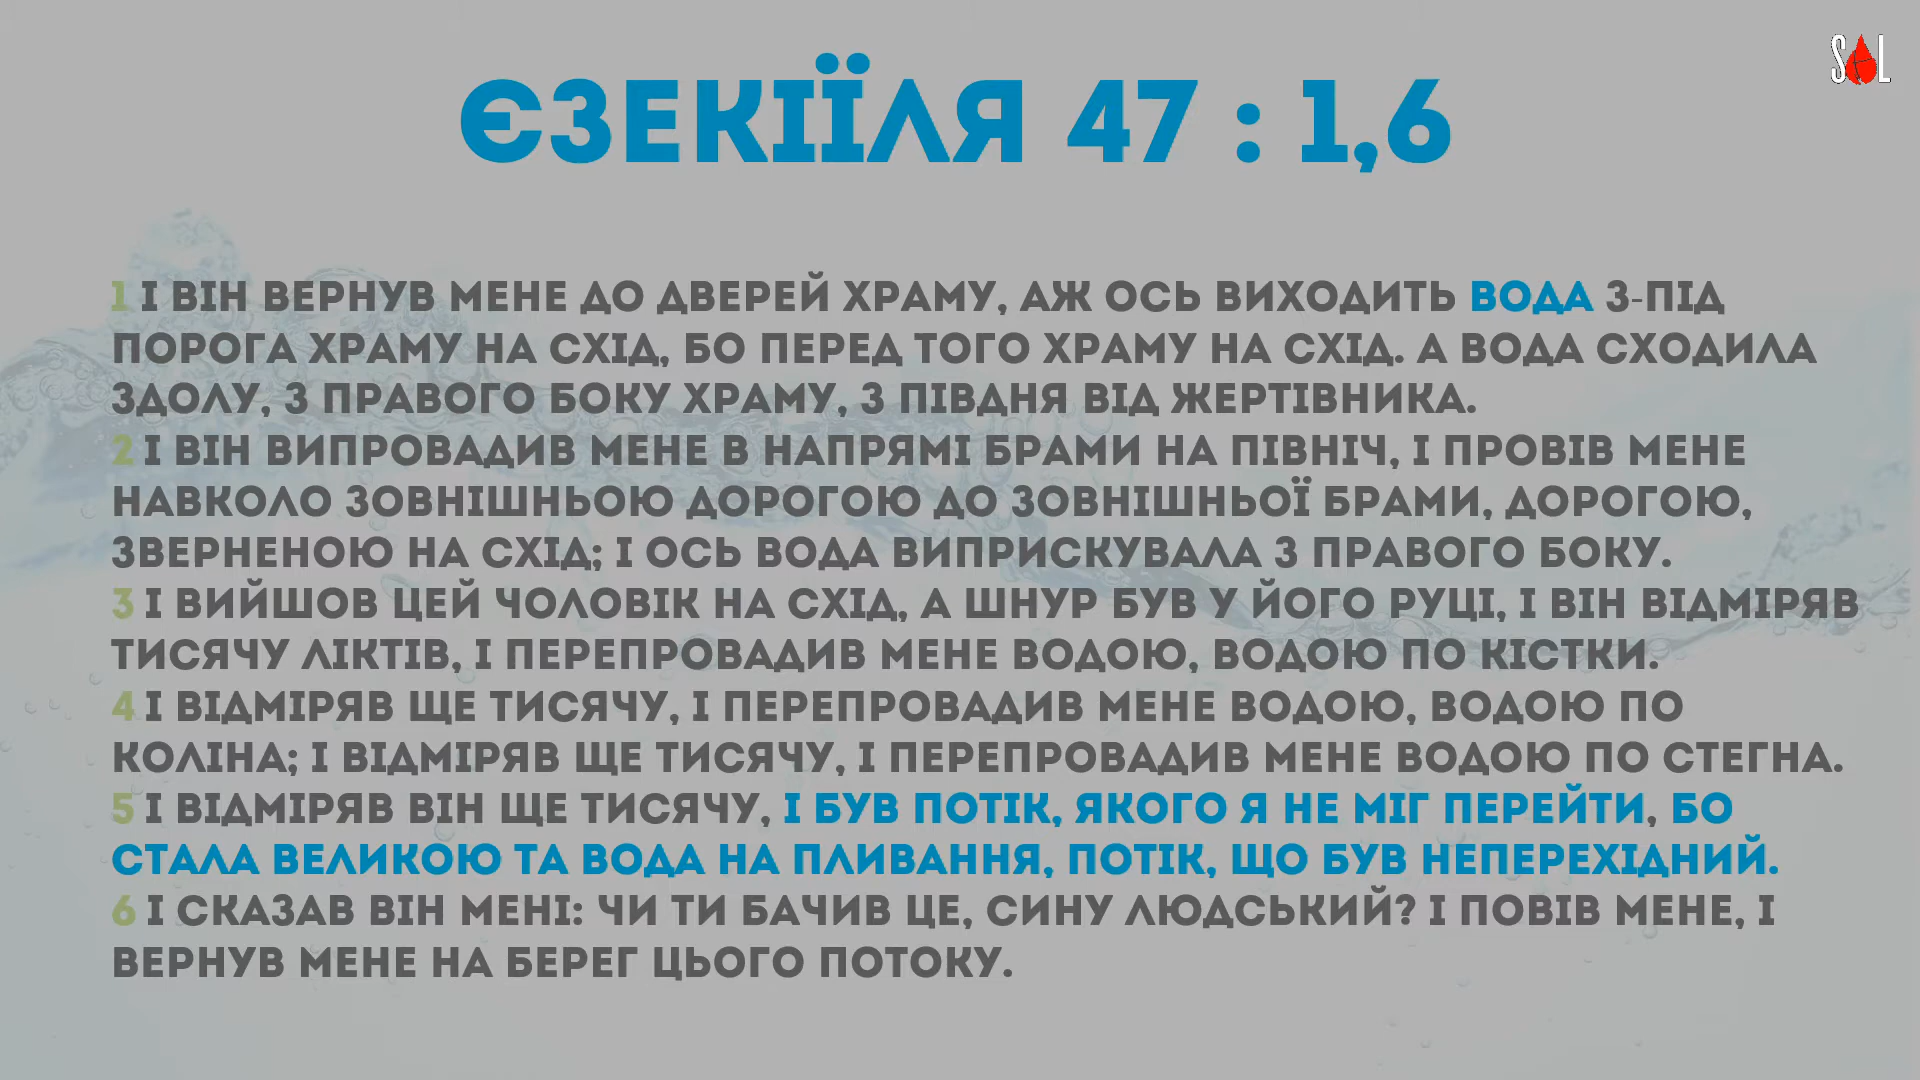 ЄЗЕКІЇЛЯ 47 : 1,6
1 І ВІН ВЕРНУВ МЕНЕ ДО ДВЕРЕЙ ХРАМУ, АЖ ОСЬ ВИХОДИТЬ ВОДА З-ПІД
ПОРОГА ХРАМУ НА СХІД, БО ПЕРЕД ТОГО ХРАМУ НА СХІД. А ВОДА СХОДИЛА
ЗДОЛУ, З ПРАВОГО БОКУ ХРАМУ, З ПІВДНЯ ВІД ЖЕРТІВНИКА.
2 І ВІН ВИПРОВАДИВ МЕНЕ В НАПРЯМІ БРАМИ НА ПІВНІЧ, І ПРОВІВ МЕНЕ
НАВКОЛО ЗОВНІШНЬОЮ ДОРОГОЮ ДО ЗОВНІШНЬОЇ БРАМИ, ДОРОГОЮ,
ЗВЕРНЕНОЮ НА СХІД; І ОСЬ ВОДА ВИПРИСКУВАЛА З ПРАВОГО БОКУ.
3 І ВИЙШОВ ЦЕЙ ЧОЛОВІК НА СХІД, А ШНУР БУВ У ЙОГО РУЦІ, І ВІН ВІДМІРЯВ
ТИСЯЧУ ЛІКТІВ, І ПЕРЕПРОВАДИВ МЕНЕ ВОДОЮ, ВОДОЮ ПО КІСТКИ.
4 І ВІДМІРЯВ ЩЕ ТИСЯЧУ, І ПЕРЕПРОВАДИВ МЕНЕ ВОДОЮ, ВОДОЮ ПО
КОЛІНА; І ВІДМІРЯВ ЩЕ ТИСЯЧУ, І ПЕРЕПРОВАДИВ МЕНЕ ВОДОЮ ПО СТЕГНА.
5 І ВІДМІРЯВ ВІН ЩЕ ТИСЯЧУ, І БУВ ПОТІК, ЯКОГО Я НЕ МІГ ПЕРЕЙТИ, БО
СТАЛА ВЕЛИКОЮ ТА ВОДА НА ПЛИВАННЯ, ПОТІК, ЩО БУВ НЕПЕРЕХІДНИЙ.
6 І СКАЗАВ ВІН МЕНІ: ЧИ ТИ БАЧИВ ЦЕ, СИНУ ЛЮДСЬКИЙ? І ПОВІВ МЕНЕ, І
ВЕРНУВ МЕНЕ НА БЕРЕГ ЦЬОГО ПОТОКУ.